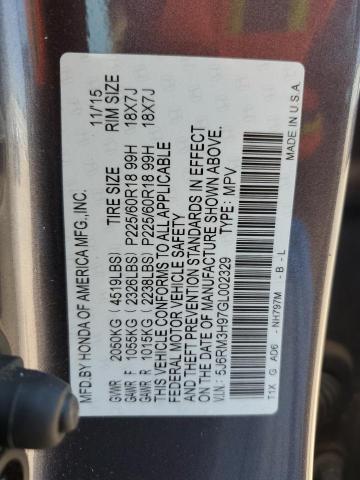 MFD.BY HONDA OF AMERICA MFG.,INC. 11/15
TIRE SIZE RIM SIZE
GVWR 2050KG ( 4519LBS)
GAWR F 1055KG ( 2326LBS) P225/60R18 99H 18X7J
GAWR R 1015KG ( 2238LBS) P225/60R18 99H 18X7J
THIS VEHICLE CONFORMS TO ALL APPLICABLE
FEDERAL MOTOR VEHICLE SAFETY
AND THEFT PREVENTION STANDARDS IN EFFECT
ON THE DATE OF MANUFACTURE SHOWN ABOVE.
V.I.N.: 5J6RM3H97GL002329 TYPE: MPV
T1X G AD6 NH797M - B - L MADE IN U.S.A.